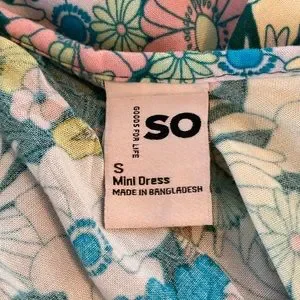 SO
GOODS FOR LIFE
S
Mini Dress
MADE IN BANGLADESH